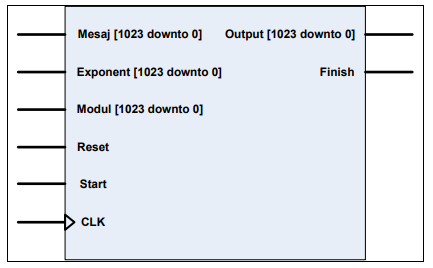 Mesaj [1023 downto 0] Output [1023 downto 0]
Exponent [1023 downto 0] Finish
Modul [1023 downto 0]
Reset
Start
CLK